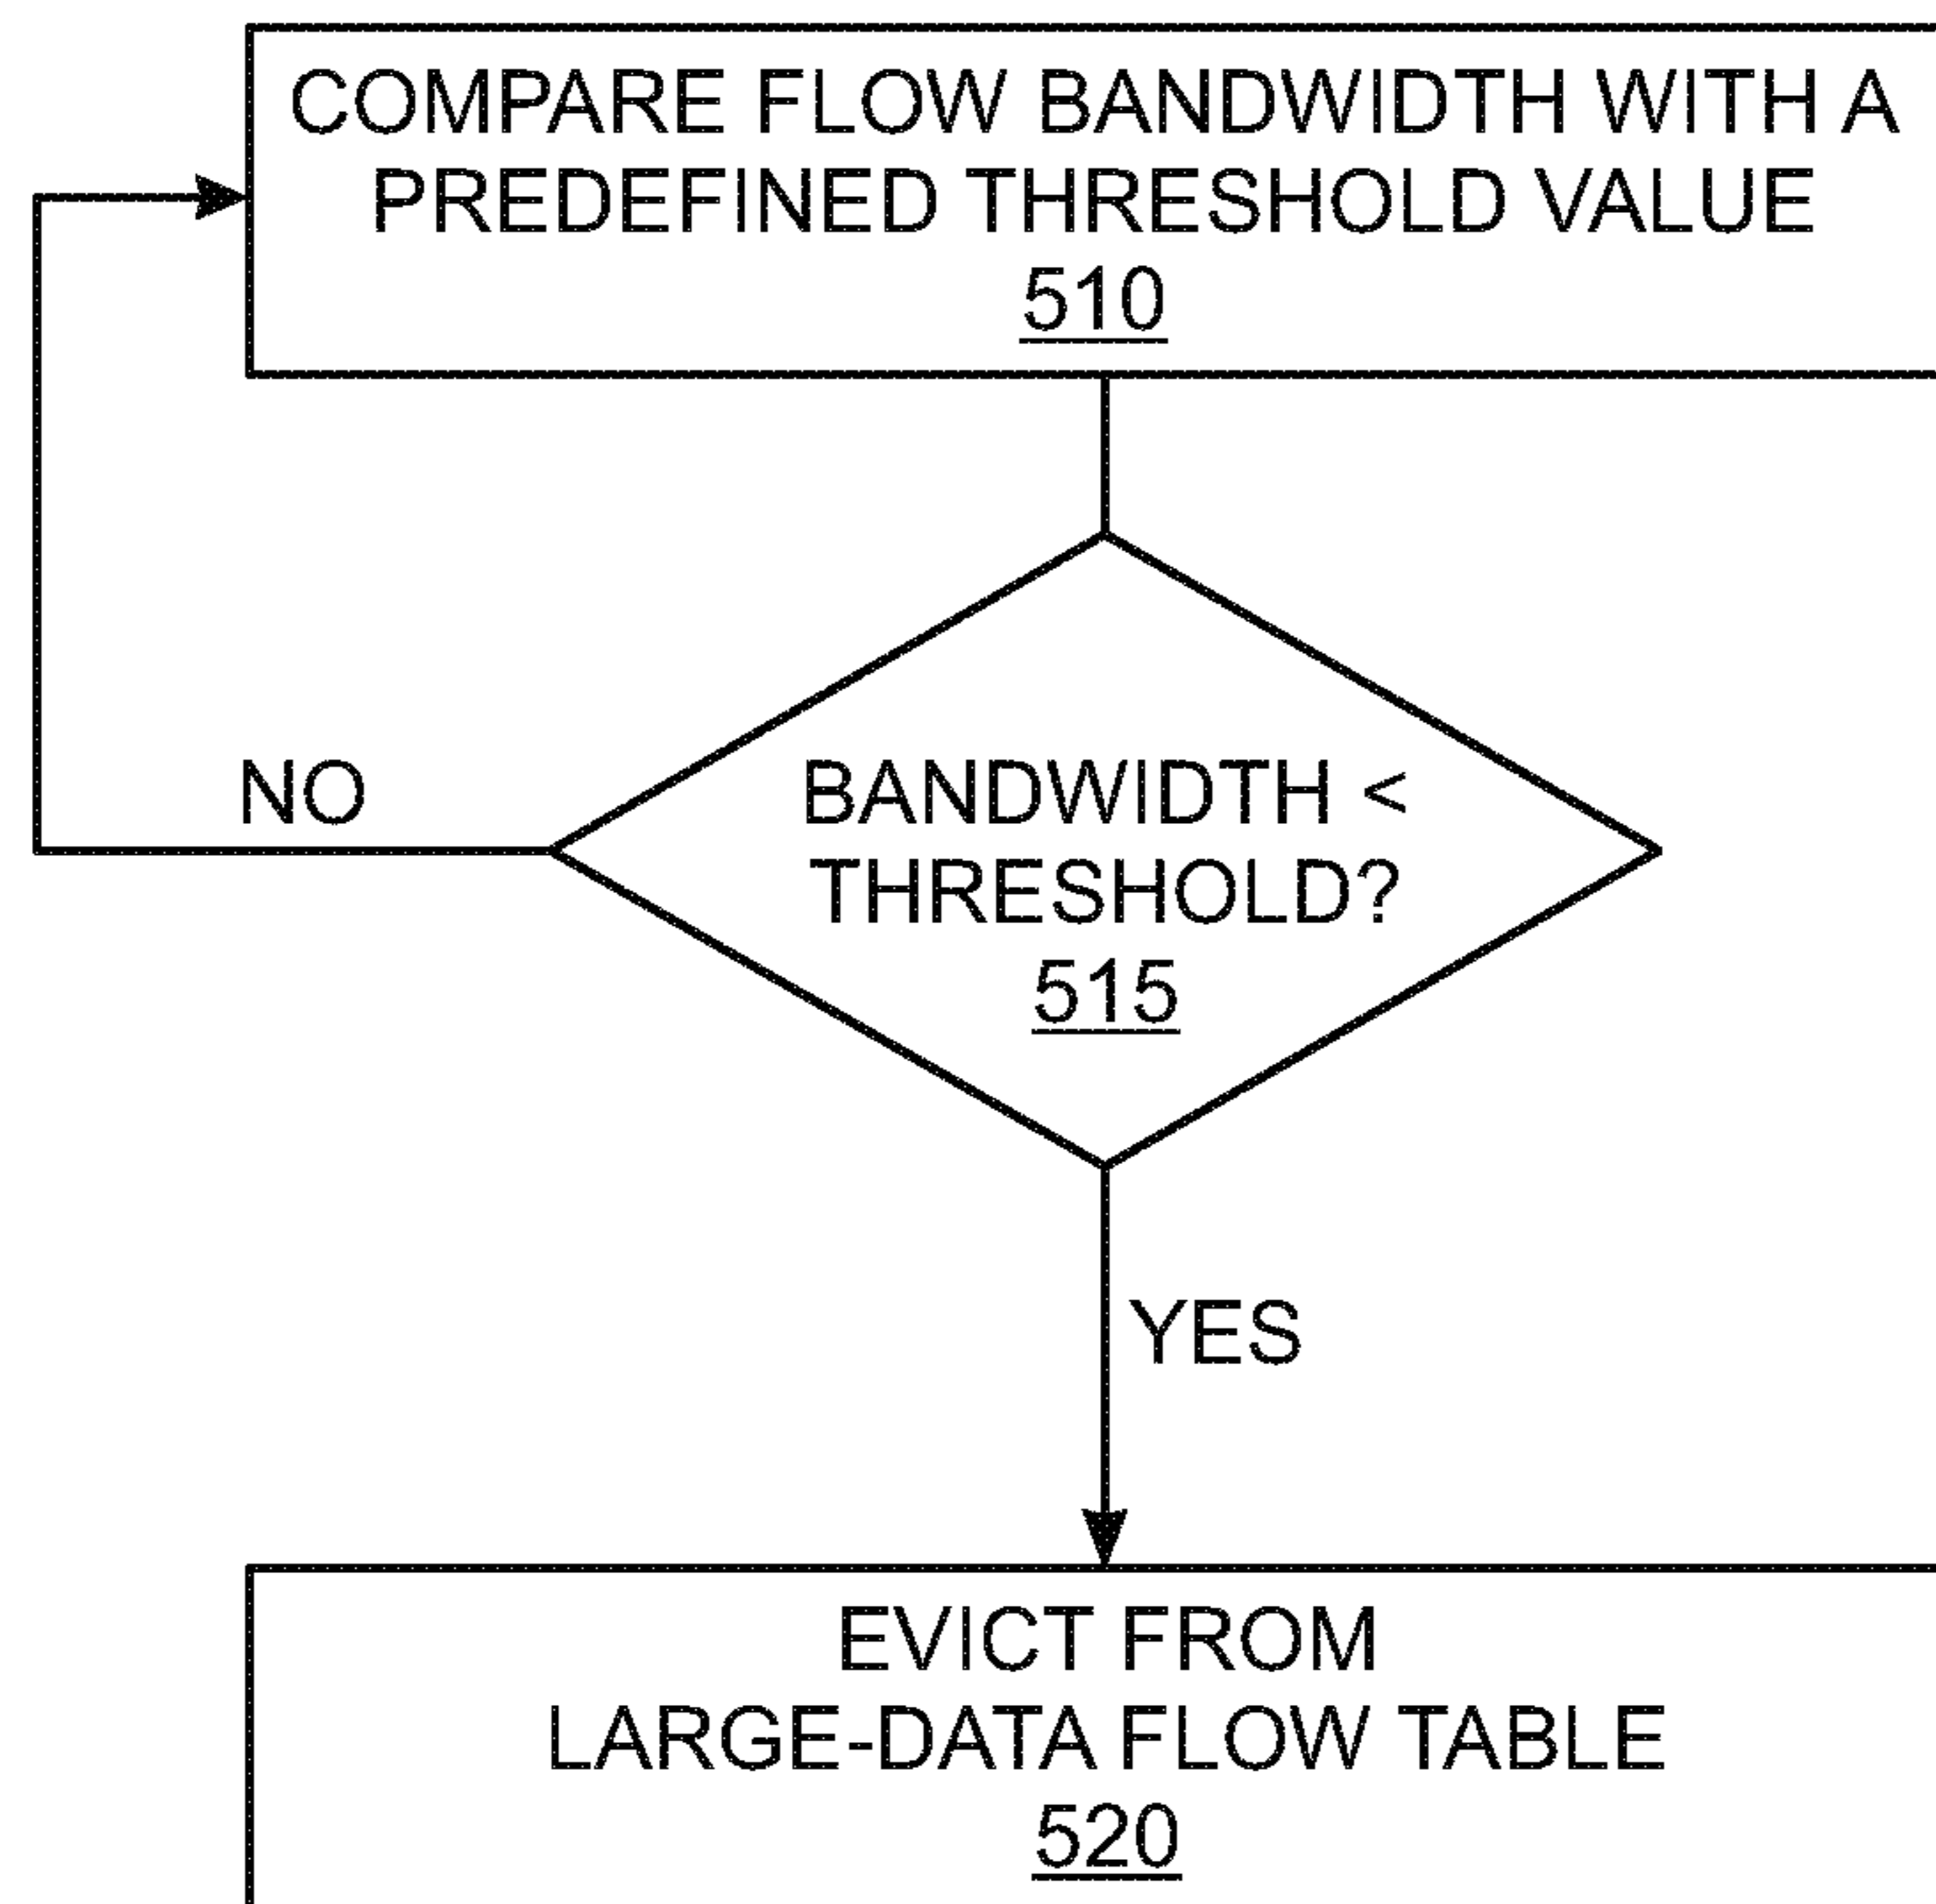 COMPARE FLOW BANDWIDTH WITH A
PREDEFINED THRESHOLD VALUE
510
NO
BANDWIDTH <
THRESHOLD?
515
YES
EVICT FROM
LARGE-DATA FLOW TABLE
520